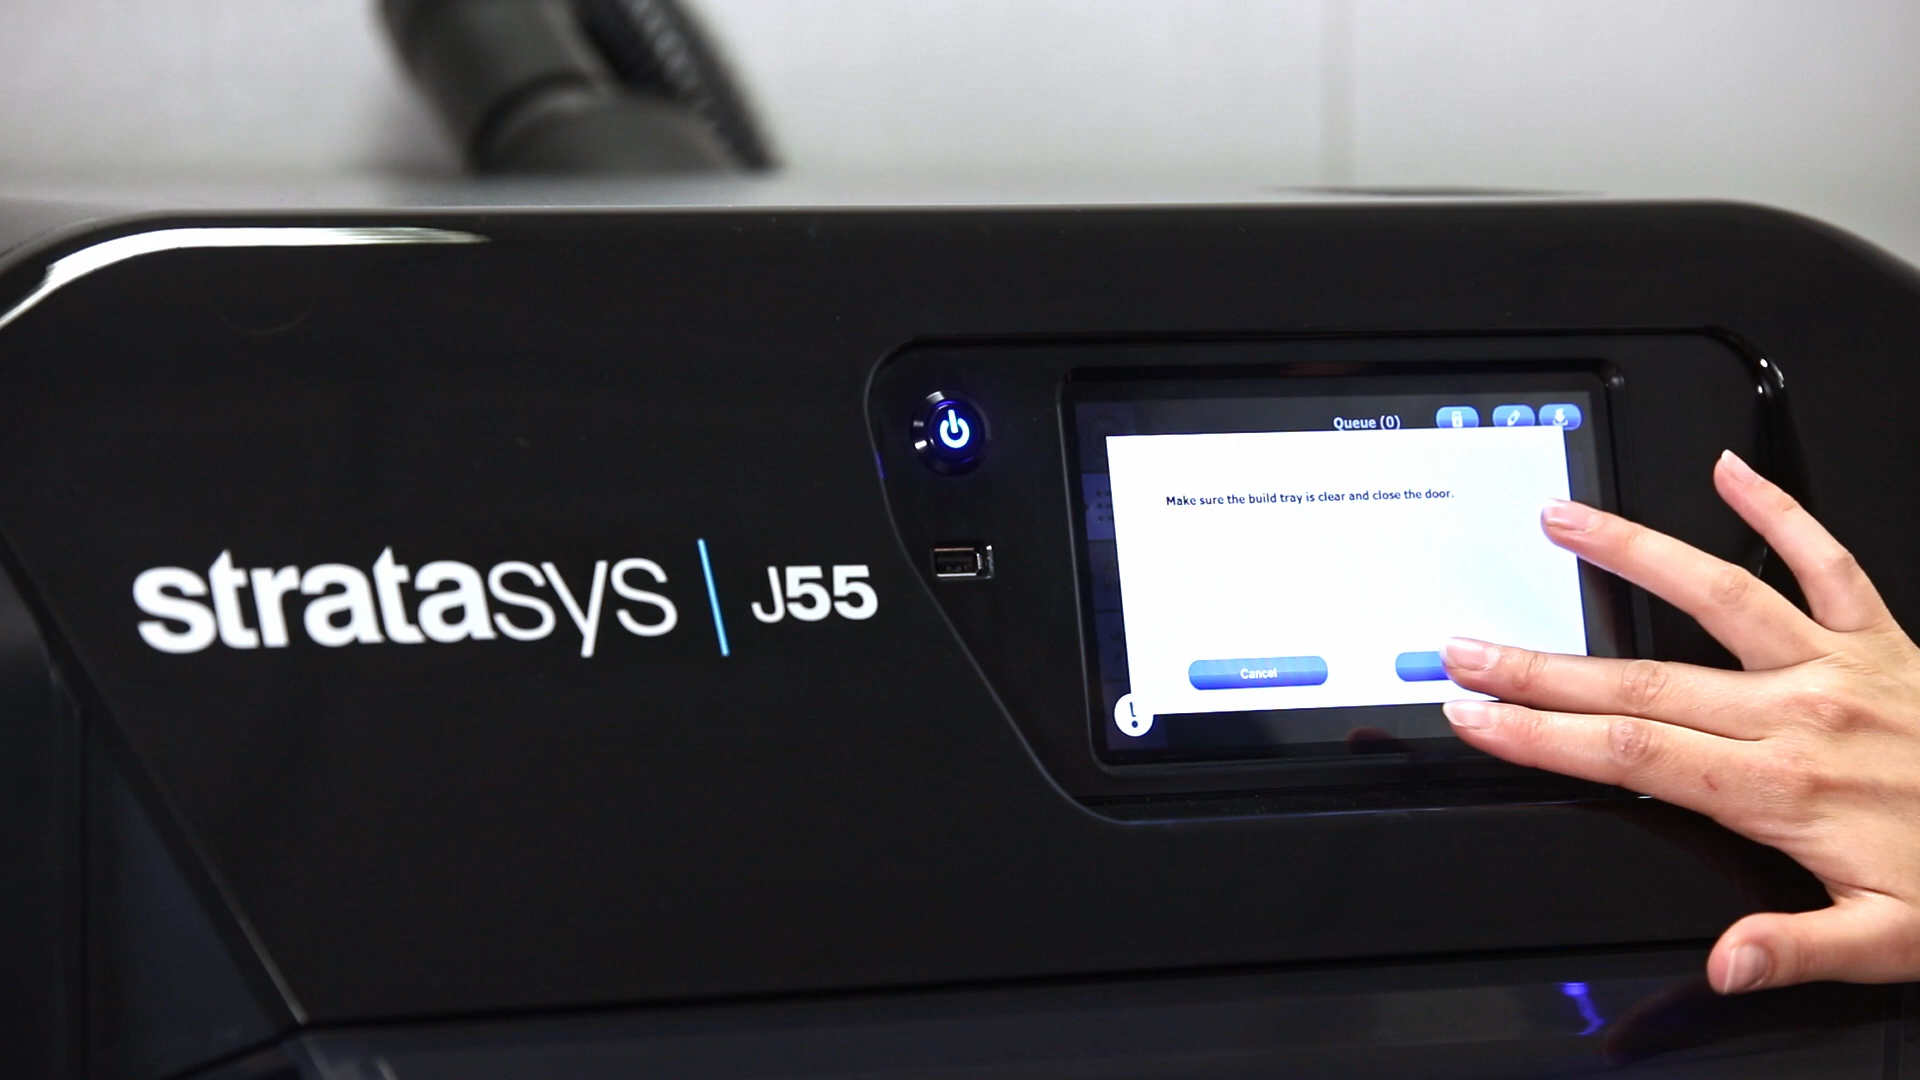 stratasys | J55
Queue (0)
Make sure the build tray is clear and close the door.
Cancel